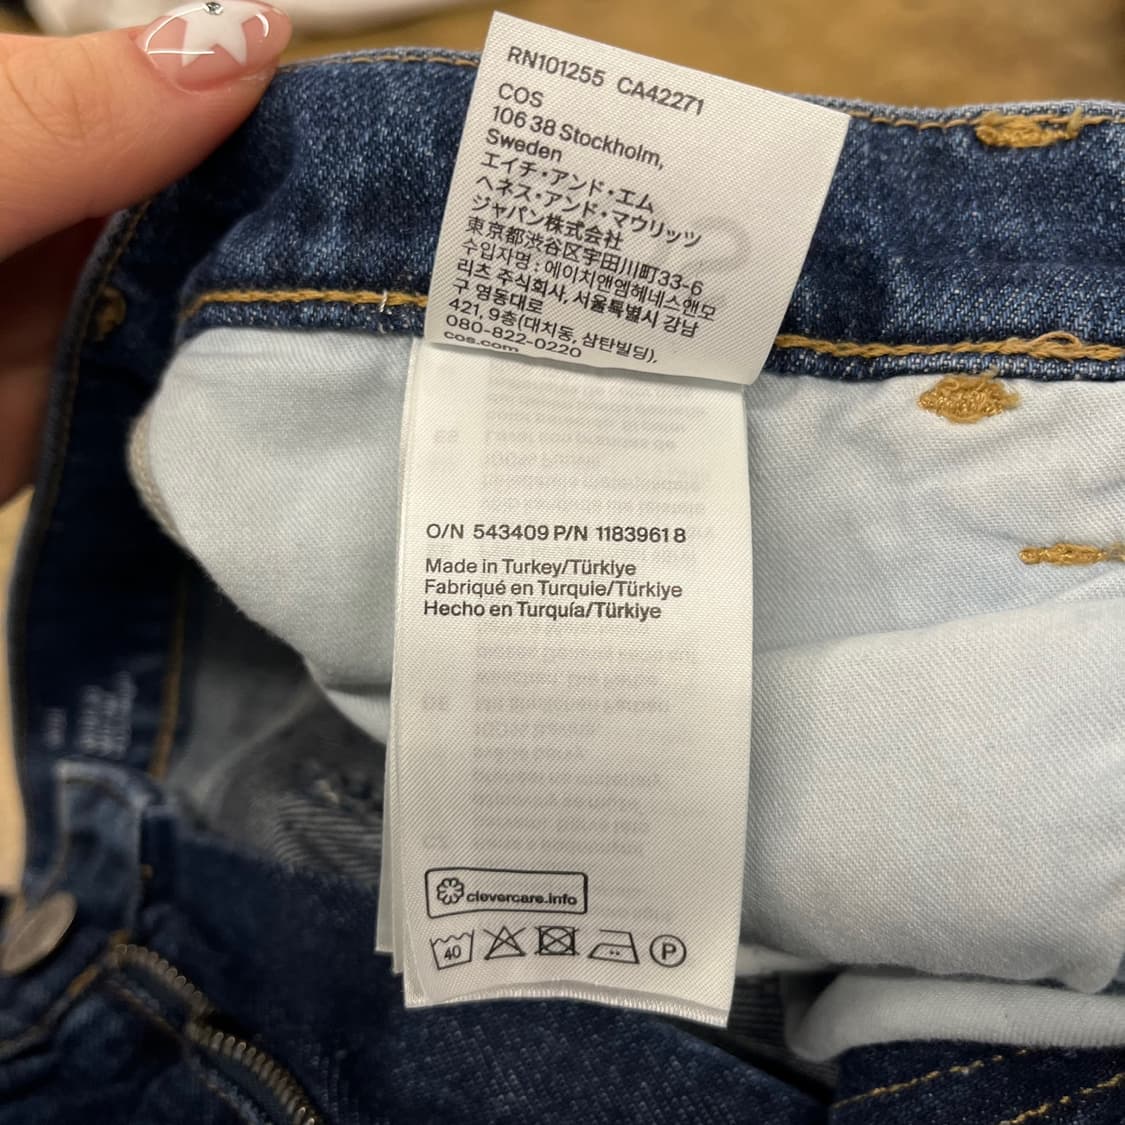 RN101255 CA42271
COS
106 38 Stockholm,
Sweden
エイチ・アンド・エム
ヘネス・アンド・マウリッツ
ジャパン株式会社
東京都渋谷区宇田川町33-6
수입자명 : 에이치앤엠헤네스앤모
리츠 주식회사, 서울특별시 강남
구 영동대로
421, 9층(대치동, 삼탄빌딩),
080-822-0220
cos.com
O/N 543409 P/N 1183961 8
Made in Turkey/Türkiye
Fabriqué en Turquie/Türkiye
Hecho en Turquía/Türkiye
clevercare.info
40
P